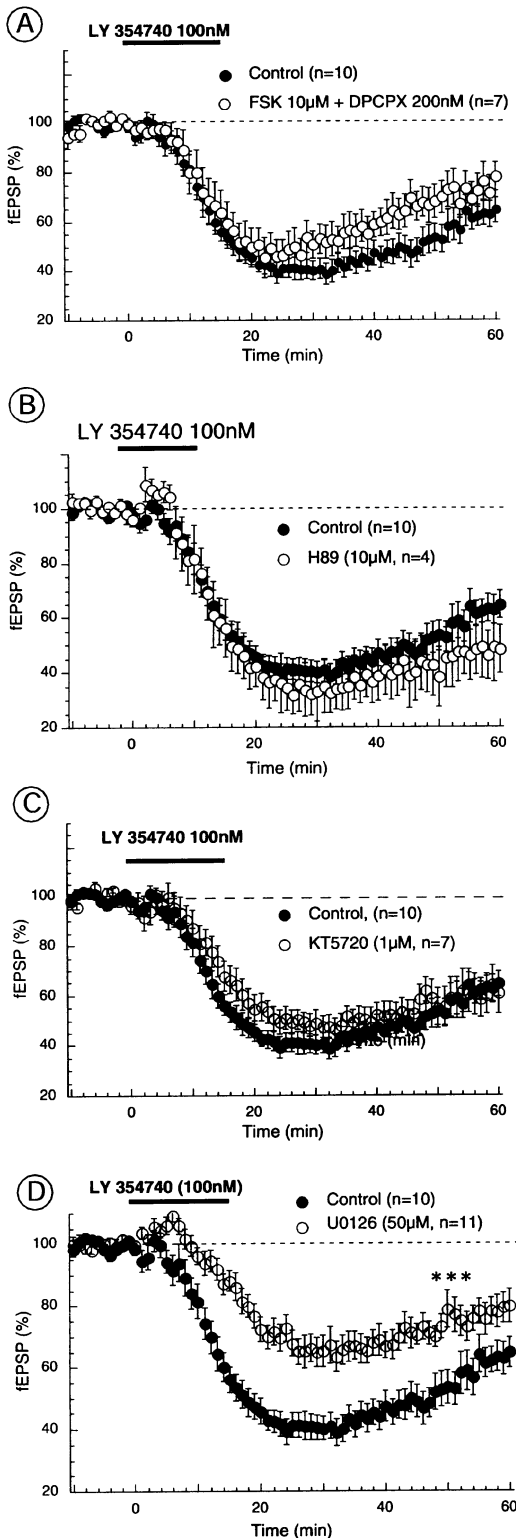 A
LY 354740 100nM
Control (n=10)
FSK 10µM + DPCPX 200nM (n=7)
fEPSP (%)
100
80
60
40
20
0
20
40
60
Time (min)
B
LY 354740 100nM
Control (n=10)
H89 (10µM, n=4)
fEPSP (%)
100
80
60
40
20
0
20
40
60
Time (min)
C
LY 354740 100nM
Control, (n=10)
KT5720 (1µM, n=7)
fEPSP (%)
100
80
60
40
20
(min)
0
20
40
60
Time (min)
D
LY 354740 (100nM)
Control (n=10)
U0126 (50µM, n=11)
***
fEPSP (%)
100
80
60
40
20
0
20
40
60
Time (min)